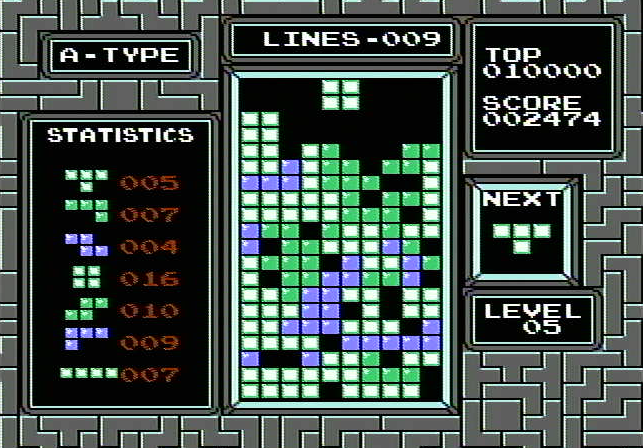 A-TYPE
LINES-009
TOP
010000
SCORE
002474
STATISTICS
005
007
004
016
010
009
007
NEXT
LEVEL
05